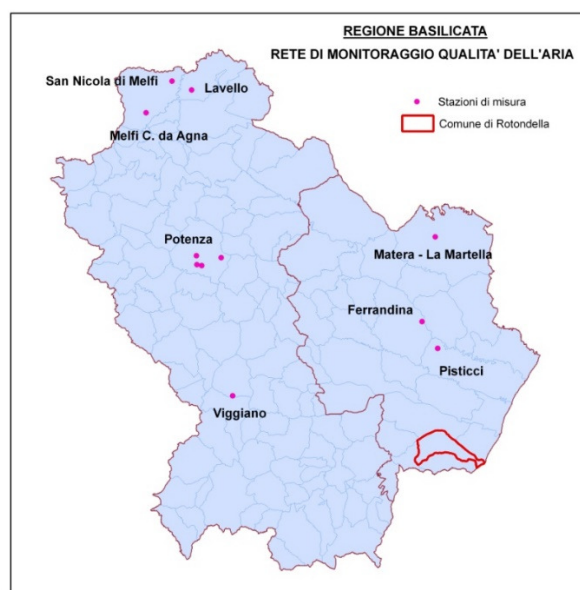 REGIONE BASILICATA
RETE DI MONITORAGGIO QUALITA' DELL'ARIA
Stazioni di misura
Comune di Rotondella
San Nicola di Melfi
Lavello
Melfi C. da Agna
Potenza
Matera - La Martella
Ferrandina
Pisticci
Viggiano